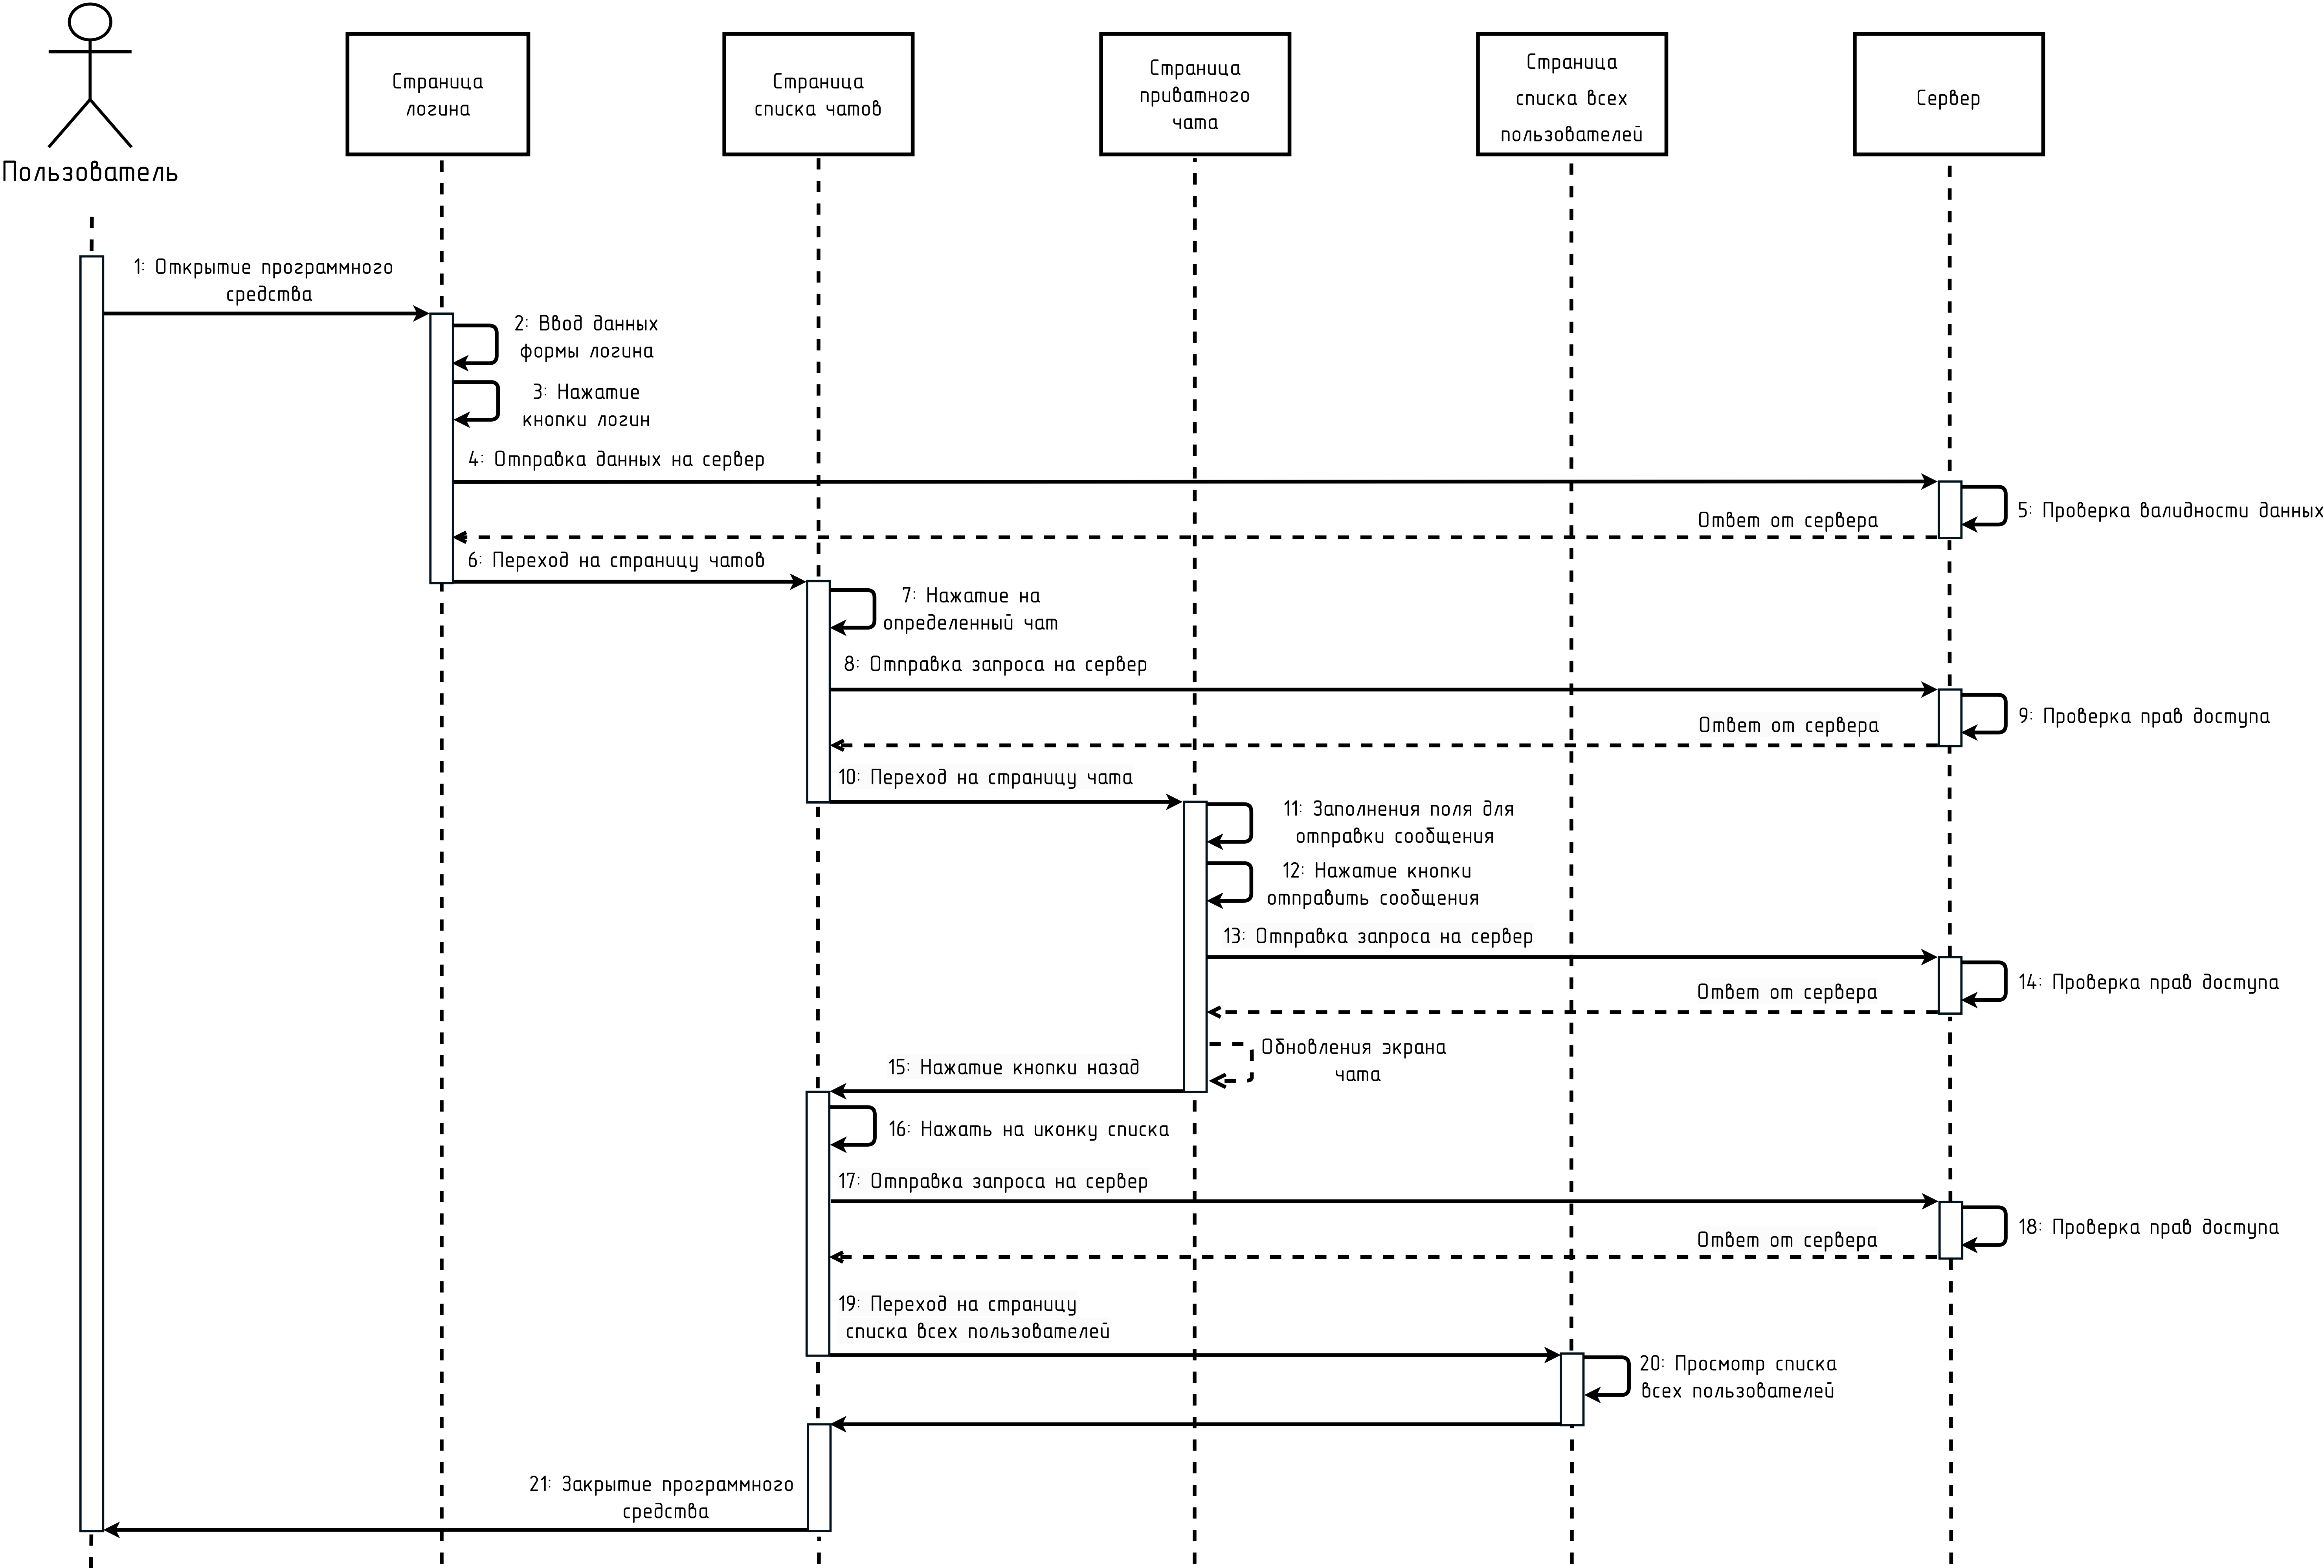 Пользователь
Страница
логина
Страница
списка чатов
Страница
приватного
чата
Страница
списка всех
пользователей
Сервер
1: Открытие программного
средства
2: Ввод данных
формы логина
3: Нажатие
кнопки логин
4: Отправка данных на сервер
5: Проверка валидности данных
Ответ от сервера
6: Переход на страницу чатов
7: Нажатие на
определенный чат
8: Отправка запроса на сервер
9: Проверка прав доступа
Ответ от сервера
10: Переход на страницу чата
11: Заполнения поля для
отправки сообщения
12: Нажатие кнопки
отправить сообщения
13: Отправка запроса на сервер
14: Проверка прав доступа
Ответ от сервера
Обновления экрана
чата
15: Нажатие кнопки назад
16: Нажать на иконку списка
17: Отправка запроса на сервер
18: Проверка прав доступа
Ответ от сервера
19: Переход на страницу
списка всех пользователей
20: Просмотр списка
всех пользователей
21: Закрытие программного
средства